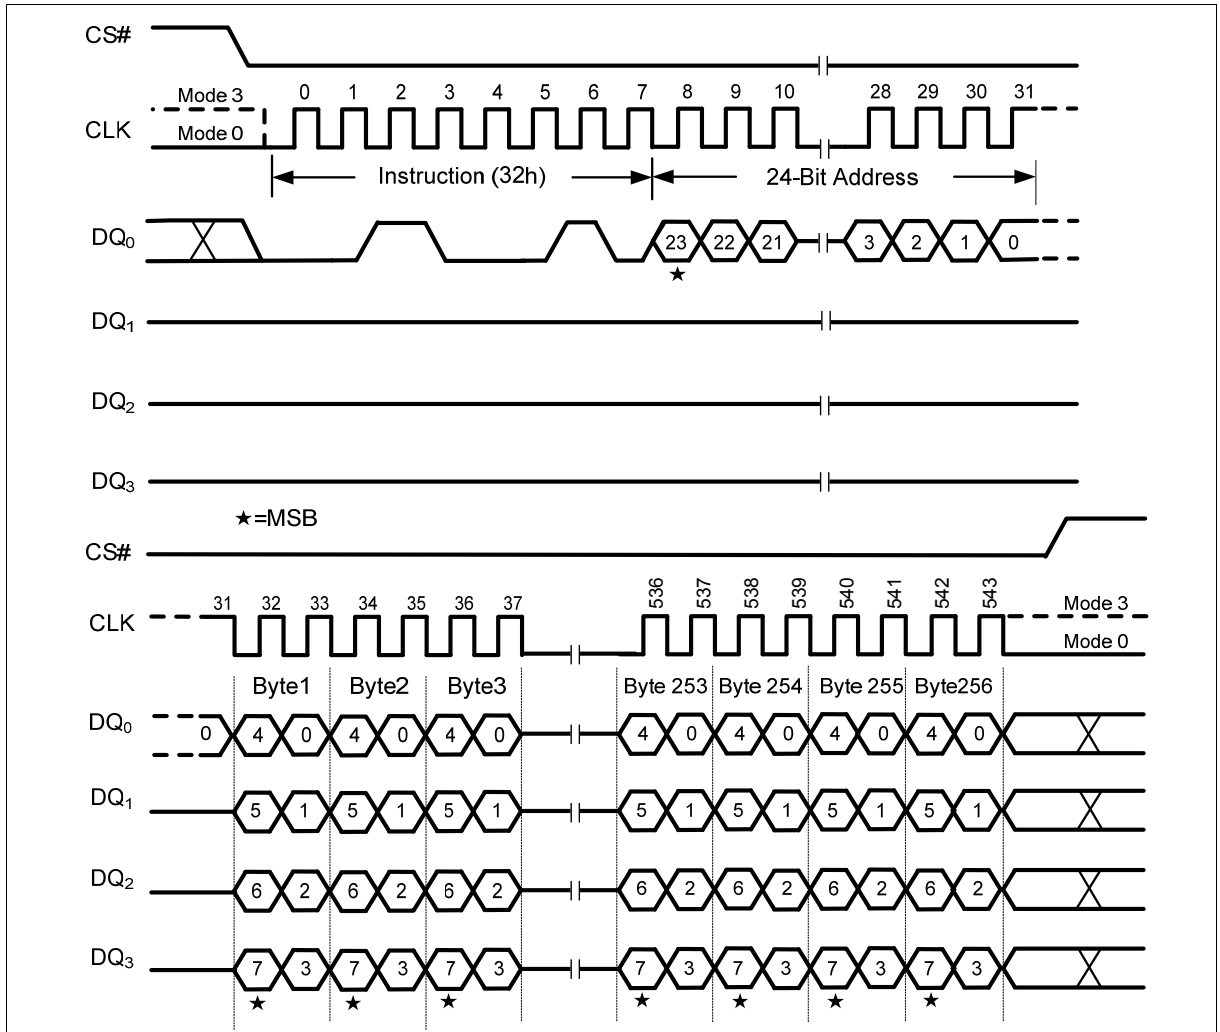 CS#
Mode 3 0 1 2 3 4 5 6 7 8 9 10 28 29 30 31
CLK Mode 0
Instruction (32h) 24-Bit Address
DQ0 23 22 21 3 2 1 0
★
DQ1
DQ2
DQ3
★=MSB
CS#
31 32 33 34 35 36 37 536 537 538 539 540 541 542 543 Mode 3
CLK Mode 0
Byte1 Byte2 Byte3 Byte 253 Byte 254 Byte 255 Byte256
DQ0 0 4 0 4 0 4 0 4 0 4 0 4 0 4 0
DQ1 5 1 5 1 5 1 5 1 5 1 5 1 5 1
DQ2 6 2 6 2 6 2 6 2 6 2 6 2 6 2
DQ3 7 3 7 3 7 3 7 3 7 3 7 3 7 3
★ ★ ★ ★ ★ ★ ★